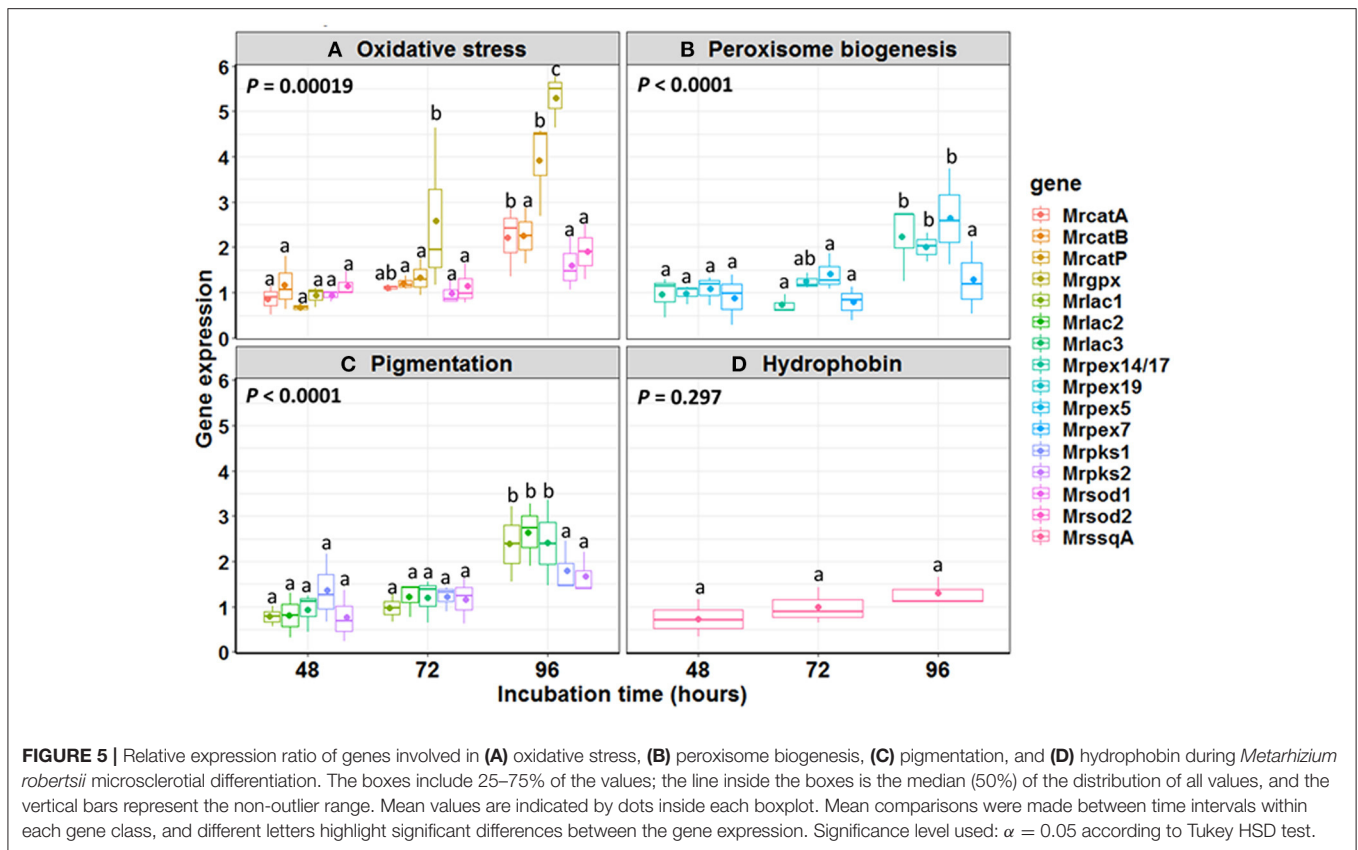 A Oxidative stress
B Peroxisome biogenesis
P = 0.00019
P < 0.0001
6
5
4
3
2
1
0
a
a
a
a
a
a
ab
a
a
b
a
a
b
a
b
c
a
a
a
a
a
a
a
ab
a
a
b
b
b
a
C Pigmentation
D Hydrophobin
P < 0.0001
P = 0.297
6
5
4
3
2
1
0
a
a
a
a
a
a
a
a
a
a
b
b
b
a
a
a
a
a
Gene expression
48
72
96
48
72
96
Incubation time (hours)
gene
MrcatA
MrcatB
MrcatP
Mrgpx
Mrlac1
Mrlac2
Mrlac3
Mrpex14/17
Mrpex19
Mrpex5
Mrpex7
Mrpks1
Mrpks2
Mrsod1
Mrsod2
MrssqA
FIGURE 5 | Relative expression ratio of genes involved in (A) oxidative stress, (B) peroxisome biogenesis, (C) pigmentation, and (D) hydrophobin during Metarhizium
robertsii microsclerotial differentiation. The boxes include 25–75% of the values; the line inside the boxes is the median (50%) of the distribution of all values, and the
vertical bars represent the non-outlier range. Mean values are indicated by dots inside each boxplot. Mean comparisons were made between time intervals within
each gene class, and different letters highlight significant differences between the gene expression. Significance level used: α = 0.05 according to Tukey HSD test.